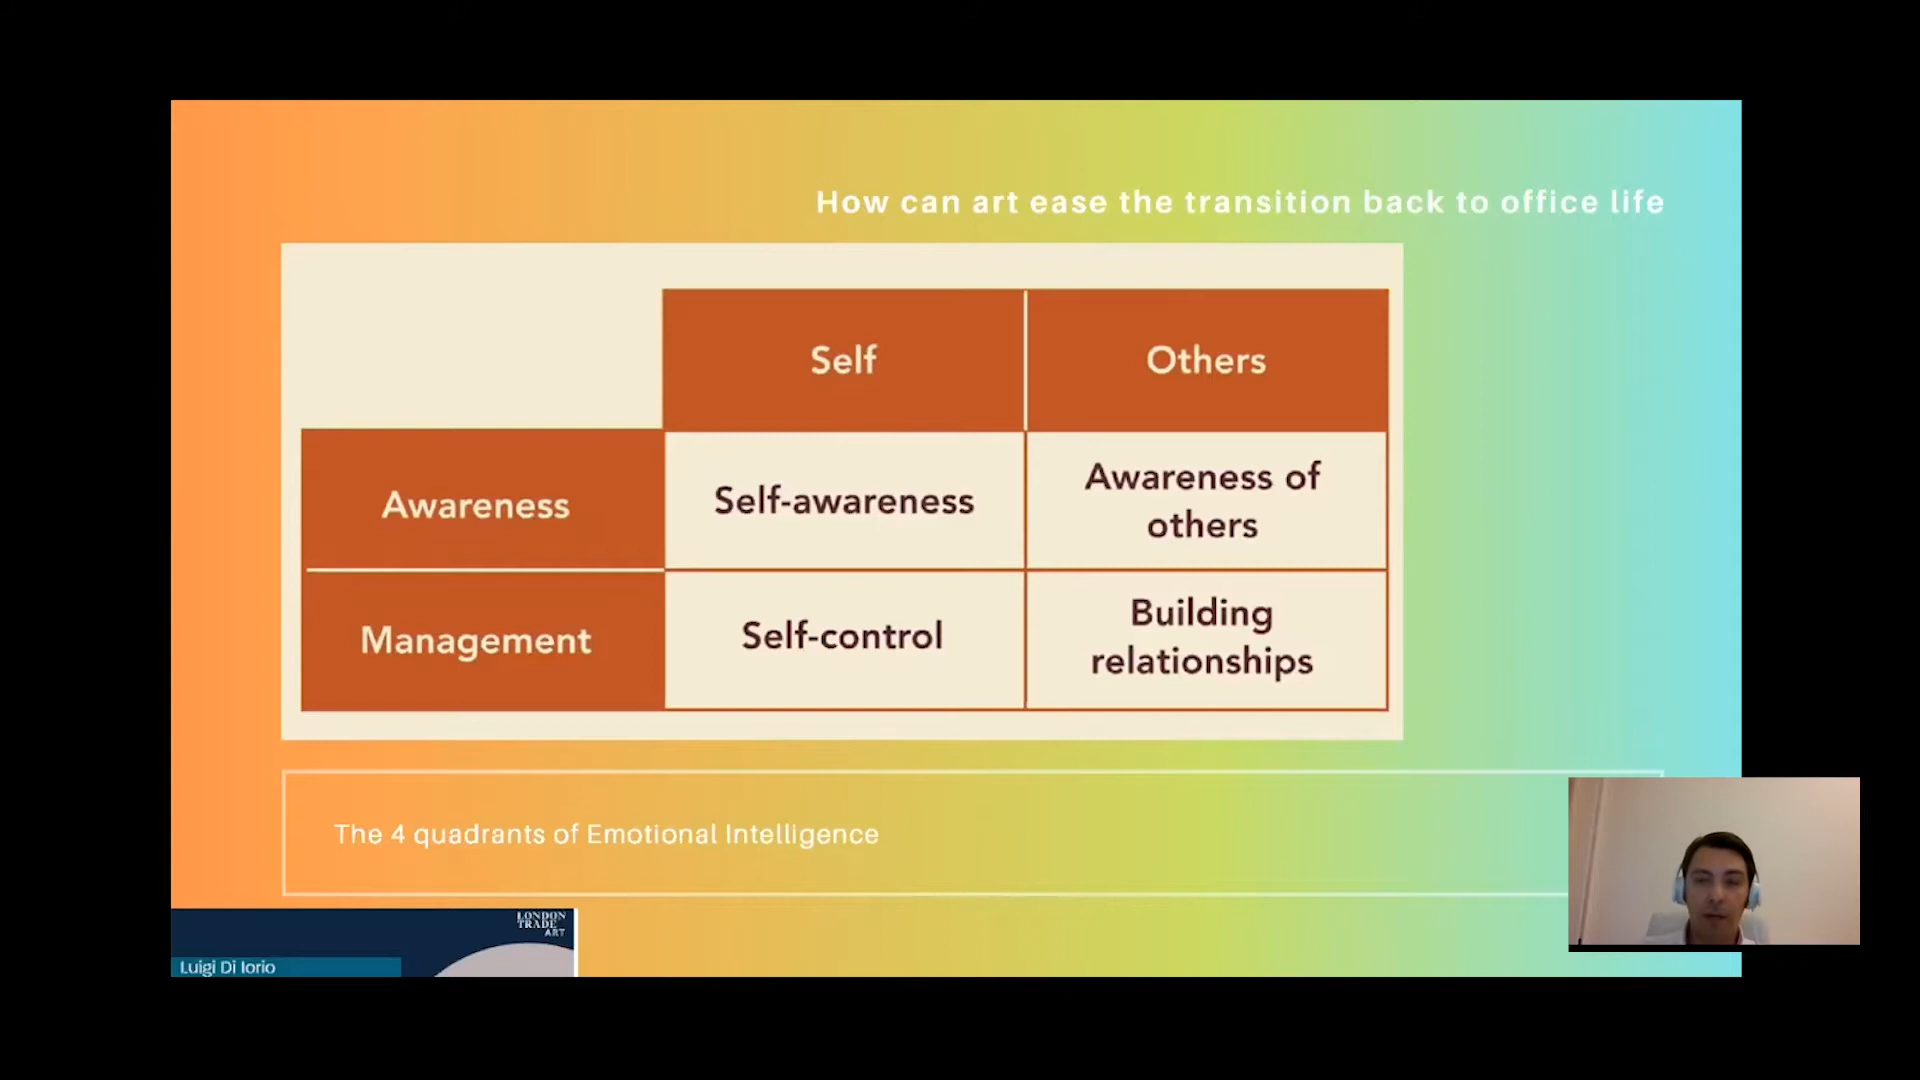 How can art ease the transition back to office life
Self
Others
Awareness
Self-awareness
Awareness of
others
Management
Self-control
Building
relationships
The 4 quadrants of Emotional Intelligence
LONDON
TRADE
ART
Luigi Di Iorio